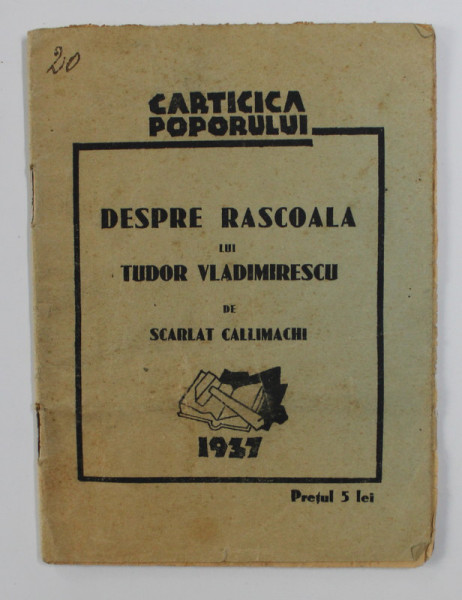 20
CARTICICA
POPORULUI
DESPRE RASCOALA
LUI
TUDOR VLADIMIRESCU
DE
SCARLAT CALLIMACHI
1937
Prețul 5 lei